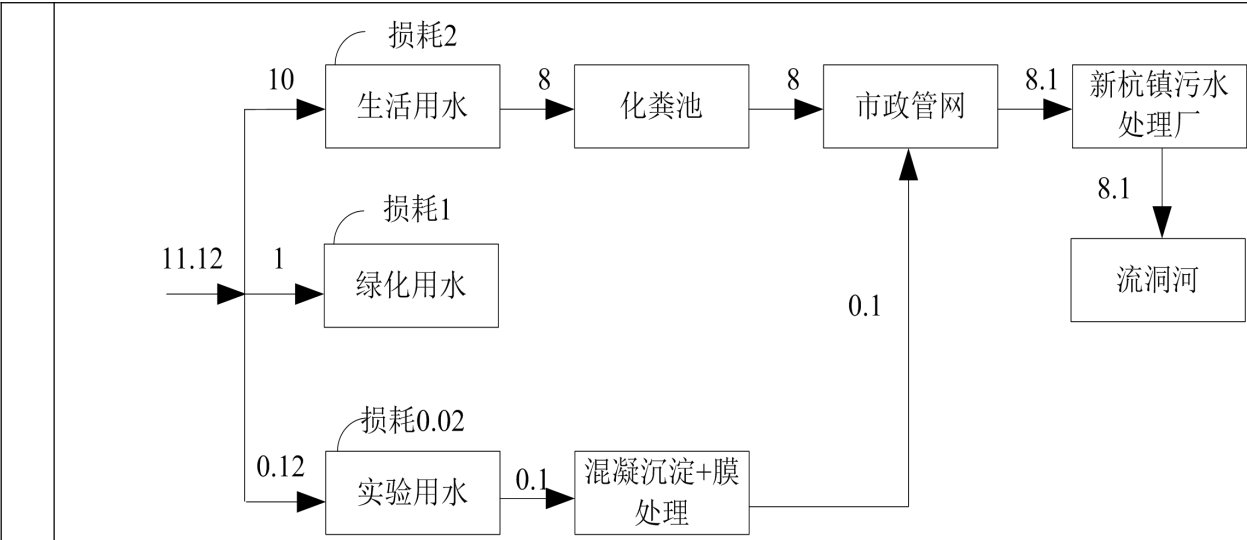 损耗2
10
生活用水
8
化粪池
8
市政管网
8.1
新杭镇污水
处理厂
8.1
损耗1
11.12
1
绿化用水
流洞河
0.1
损耗0.02
0.12
实验用水
0.1
混凝沉淀+膜
处理